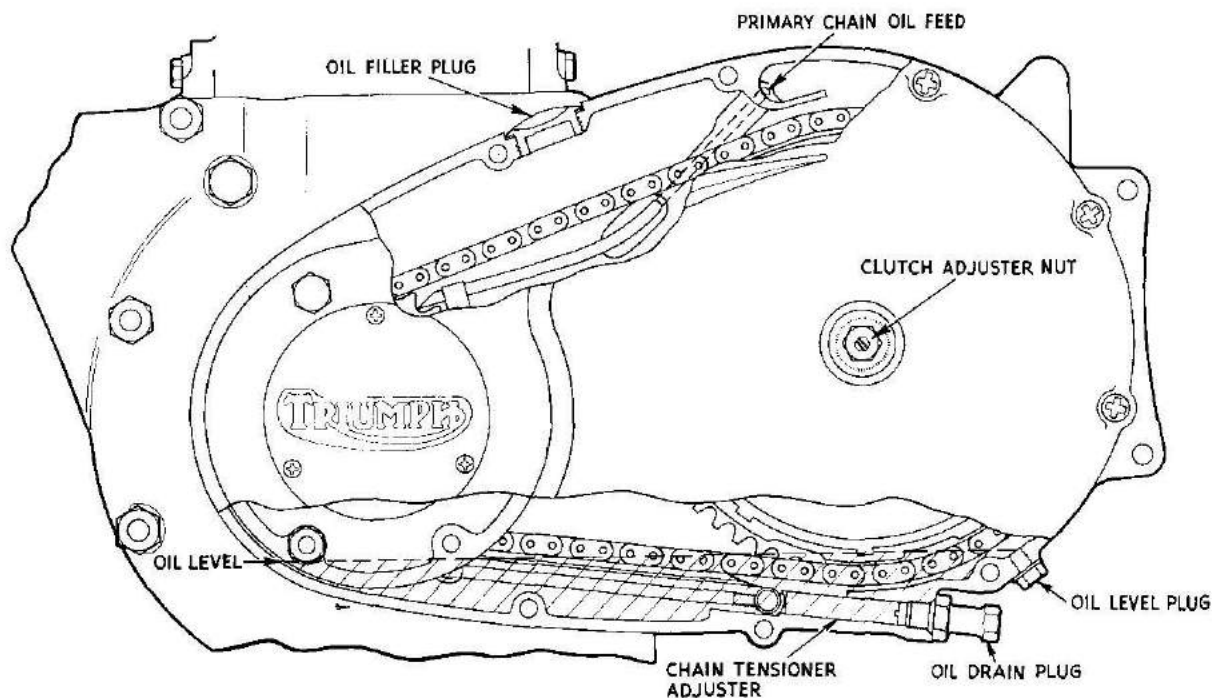 PRIMARY CHAIN OIL FEED
OIL FILLER PLUG
CLUTCH ADJUSTER NUT
TRIUMPH
OIL LEVEL
OIL LEVEL PLUG
OIL DRAIN PLUG
CHAIN TENSIONER
ADJUSTER